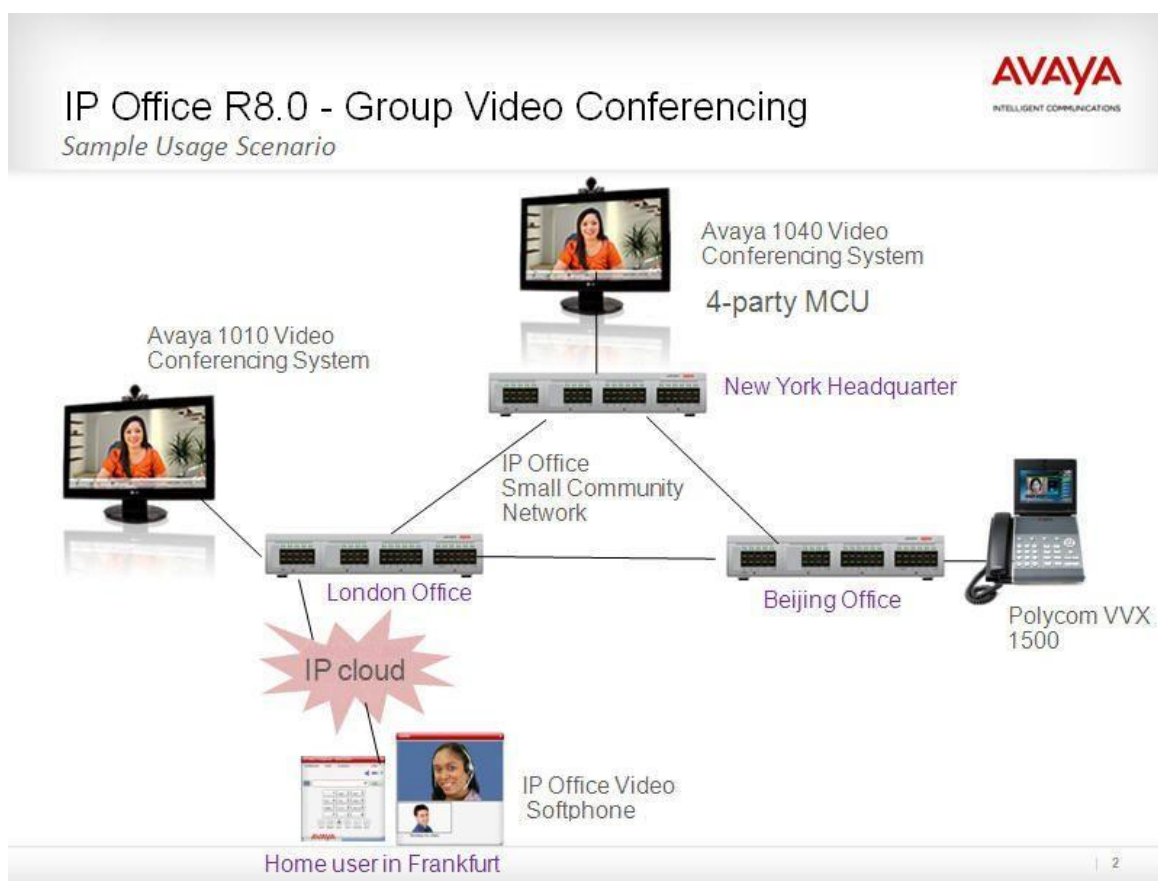 AVAYA
INTELLIGENT COMMUNICATIONS
IP Office R8.0 - Group Video Conferencing
Sample Usage Scenario
Avaya 1040 Video
Conferencing System
4-party MCU
Avaya 1010 Video
Conferencing System
New York Headquarter
IP Office
Small Community
Network
London Office
Beijing Office
Polycom VVX
1500
IP cloud
IP Office Video
Softphone
AVAYA
Home user in Frankfurt
2